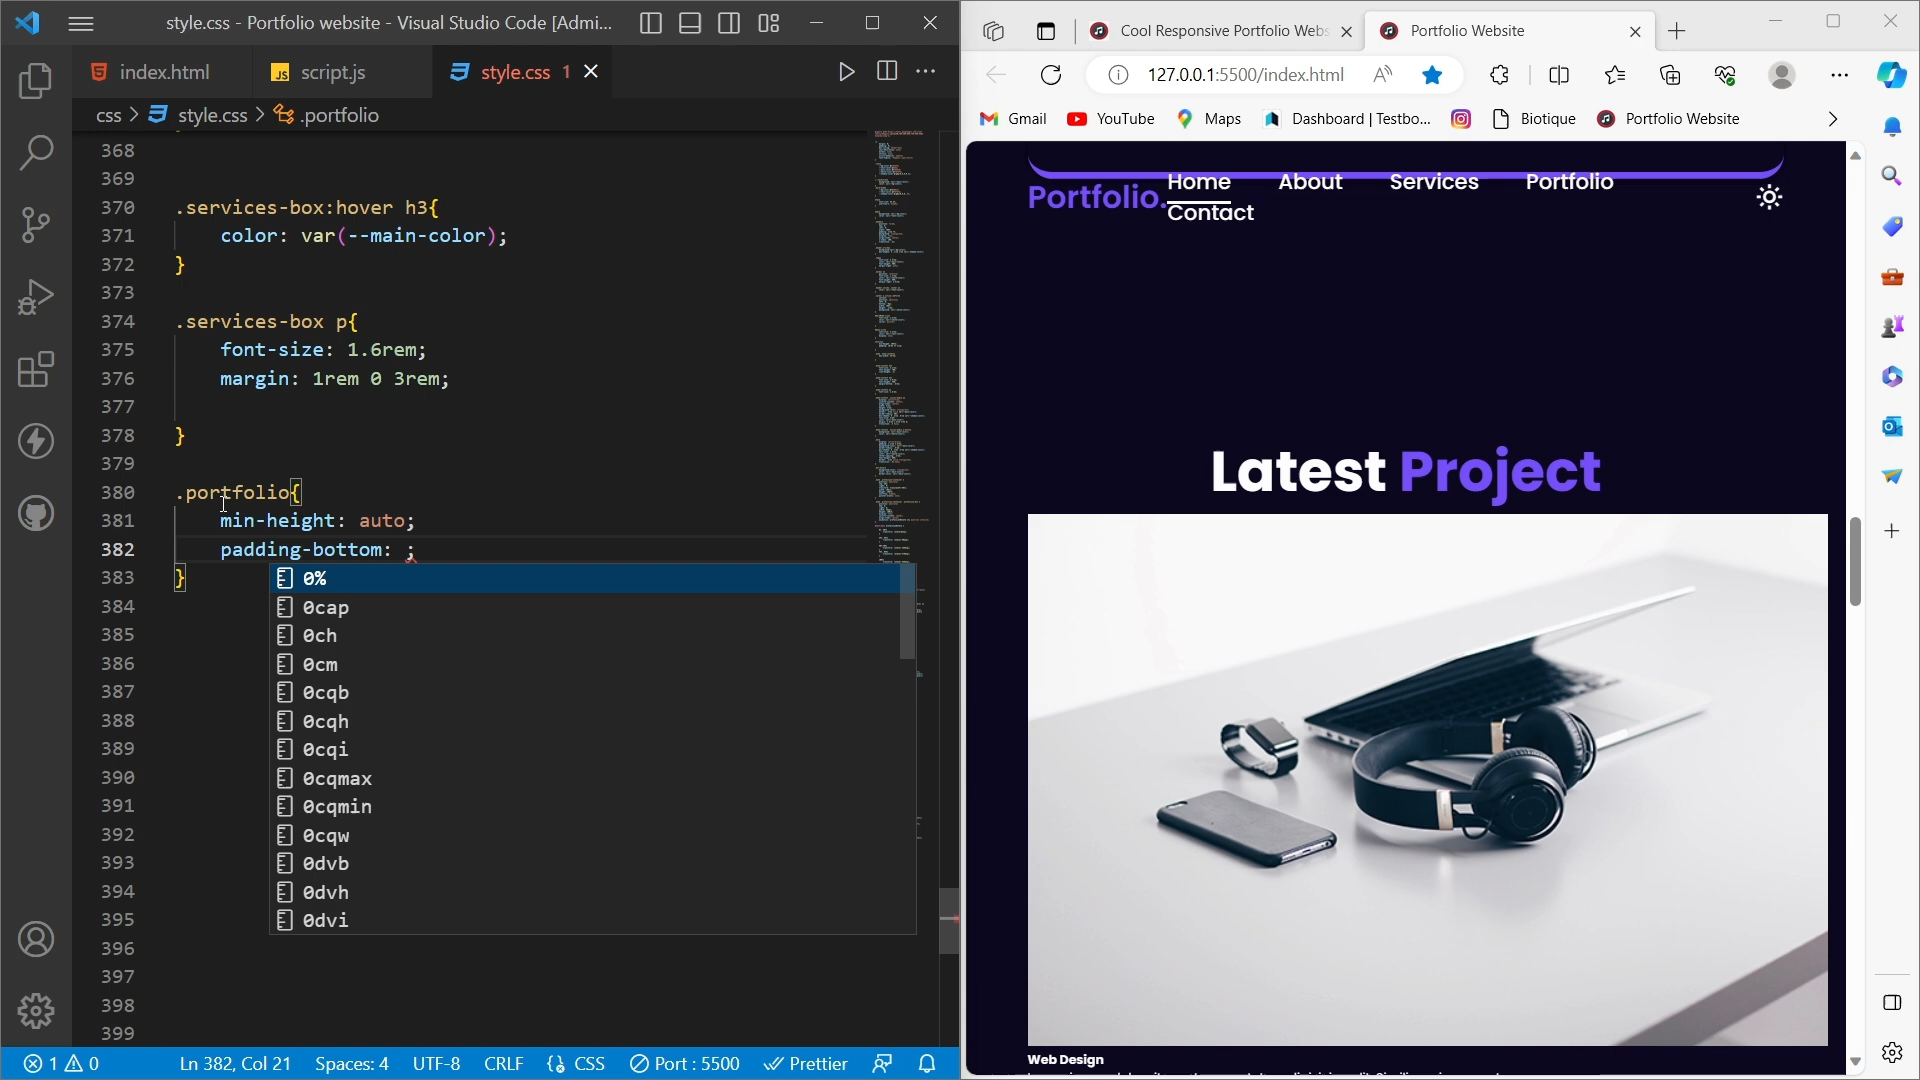 style.css - Portfolio website - Visual Studio Code [Admi...
index.html
script.js
style.css 1
css > style.css > .portfolio
368
369
370 .services-box:hover h3{
371 color: var(--main-color);
372 }
373
374 .services-box p{
375 font-size: 1.6rem;
376 margin: 1rem 0 3rem;
377
378 }
379
380 .portfolio{
381 min-height: auto;
382 padding-bottom: ;
383 }
384
385
386
387
388
389
390
391
392
393
394
395
396
397
398
399
0%
0cap
0ch
0cm
0cqb
0cqh
0cqi
0cqmax
0cqmin
0cqw
0dvb
0dvh
0dvi
1 0 Ln 382, Col 21 Spaces: 4 UTF-8 CRLF CSS Port : 5500 Prettier
Cool Responsive Portfolio Webs
Portfolio Website
127.0.0.1:5500/index.html
Gmail YouTube Maps Dashboard | Testbo... Biotique Portfolio Website
Portfolio.
Home About Services Portfolio
Contact
Latest Project
Web Design